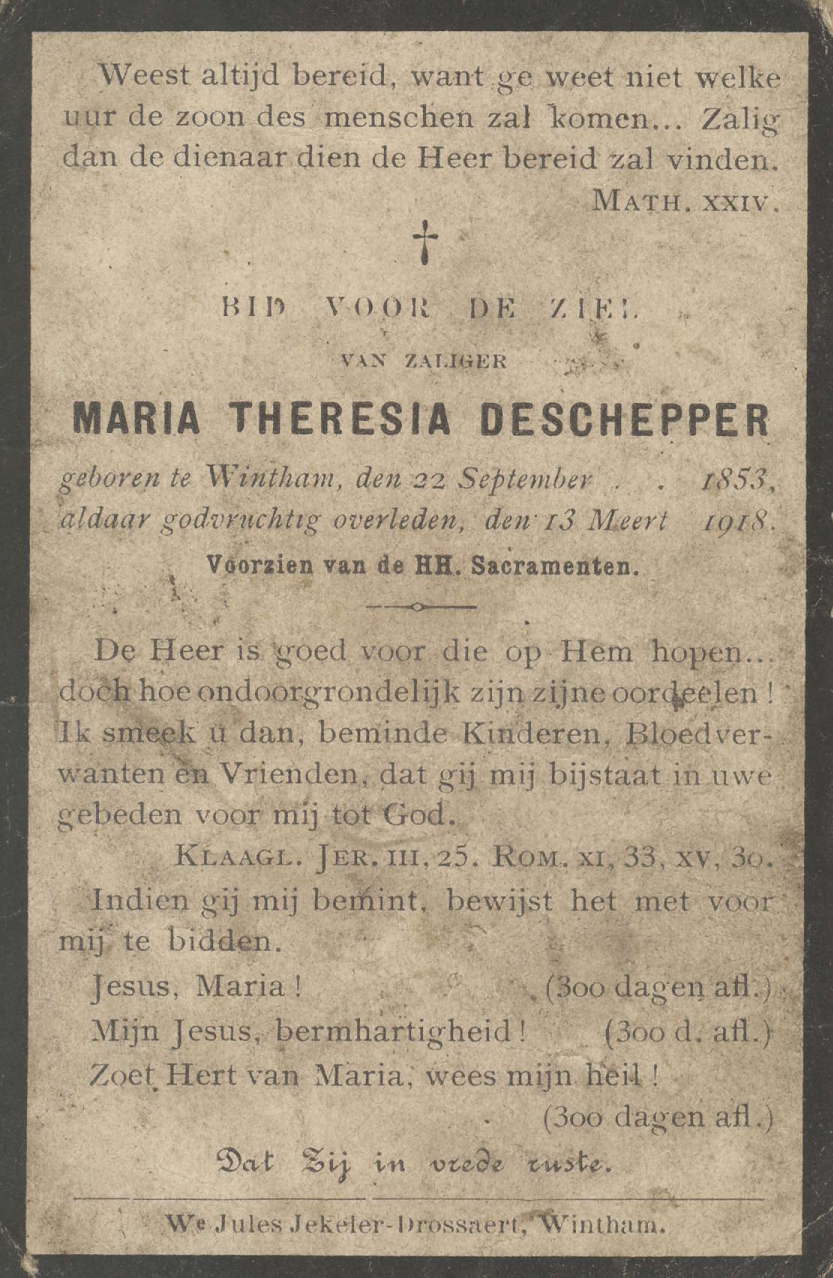 Weest altijd bereid, want ge weet niet welke
uur de zoon des menschen zal komen... Zalig
dan de dienaar dien de Heer bereid zal vinden.
MATH. XXIV.
†
BID VOOR DE ZIEL
VAN ZALIGER
MARIA THERESIA DESCHEPPER
geboren te Wintham, den 22 September . . 1853,
aldaar godvruchtig overleden, den 13 Meert 1918.
Voorzien van de HH. Sacramenten.
De Heer is goed voor die op Hem hopen...
doch hoe ondoorgrondelijk zijn zijne oordeelen !
Ik smeek u dan, beminde Kinderen, Bloedver-
wanten en Vrienden, dat gij mij bijstaat in uwe
gebeden voor mij tot God.
KLAAGL. JER. III, 25. ROM. XI, 33, XV, 30.
Indien gij mij bemint, bewijst het met voor
mij te bidden.
Jesus, Maria ! (300 dagen afl.)
Mijn Jesus, bermhartigheid ! (300 d. afl.)
Zoet Hert van Maria, wees mijn heil !
(300 dagen afl.)
Dat Zij in vrede ruste.
We Jules Jekeler-Drossaert, Wintham.